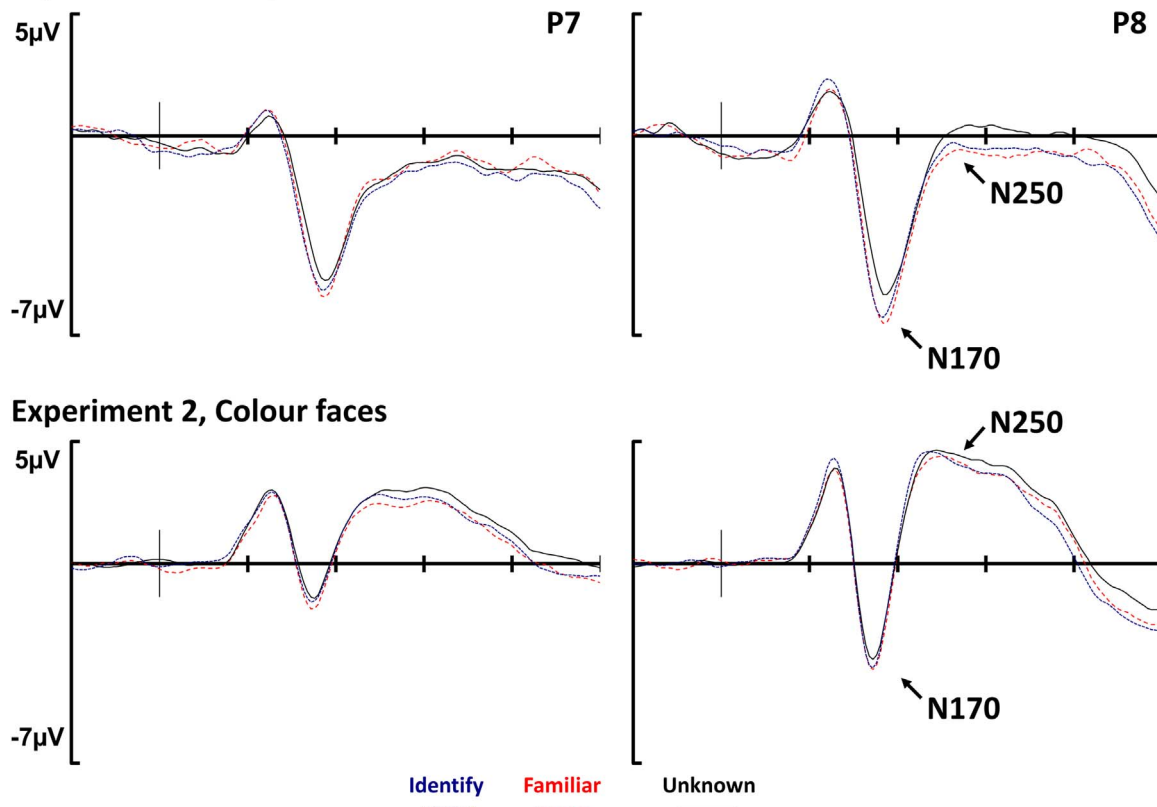 5µV
P7
P8
N250
-7µV
N170
Experiment 2, Colour faces
5µV
N250
N170
-7µV
Identify Familiar Unknown